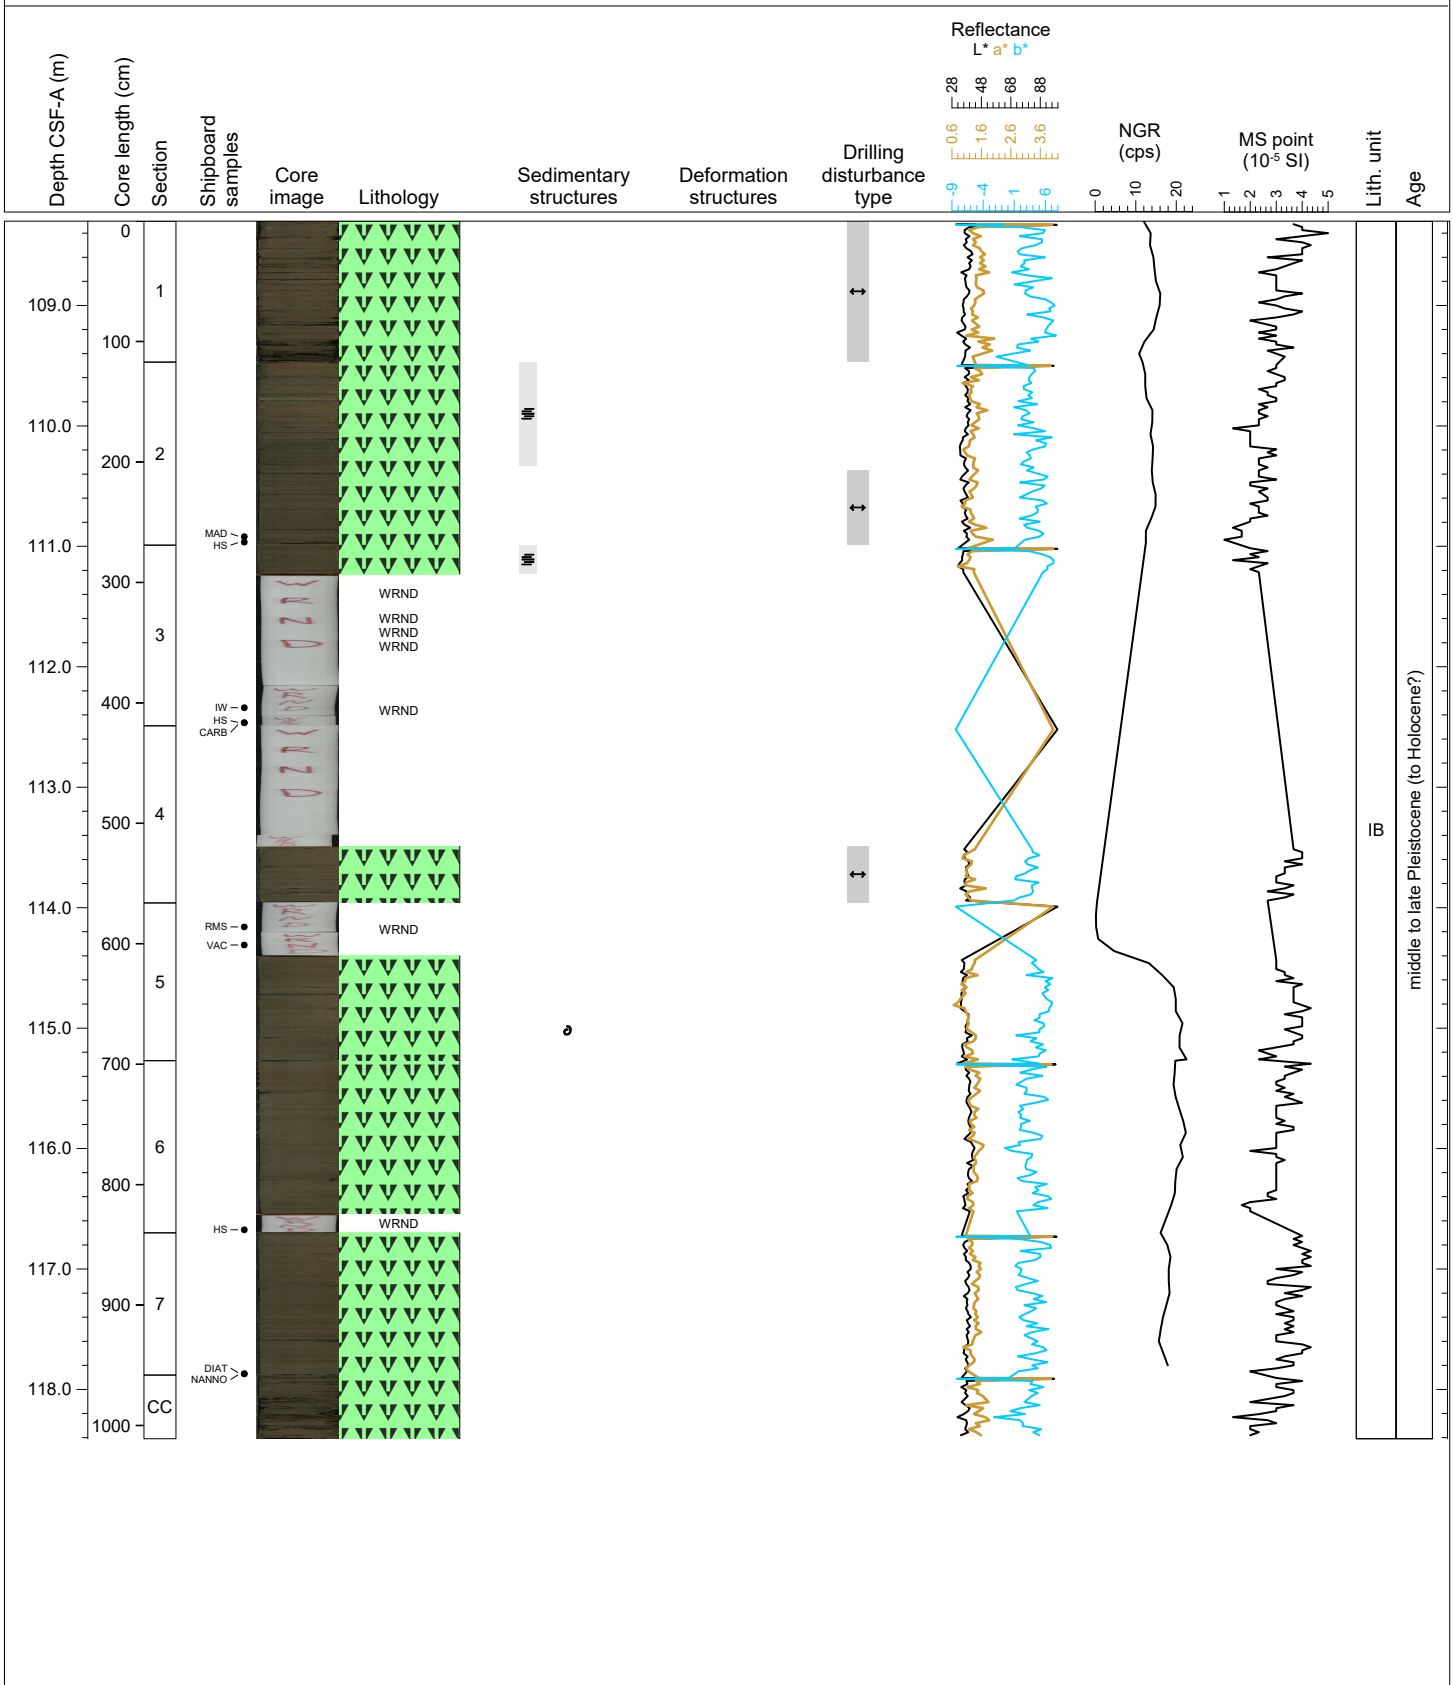 Depth CSF-A (m)
Core length (cm)
Section
Shipboard
samples
Core
image
Lithology
Sedimentary
structures
Deformation
structures
Drilling
disturbance
type
Reflectance
L* a* b*
28 48 68 88
0.6 1.6 2.6 3.6
-9 -4 1 6
NGR
(cps)
0 10 20
MS point
(10-5 SI)
1 2 3 4 5
Lith. unit
Age
0
1
109.0
100
110.0
2
200
MAD
HS
111.0
300
WRND
WRND
3
WRND
WRND
112.0
400
IW
WRND
HS
CARB
113.0
4
500
IB
middle to late Pleistocene (to Holocene?)
114.0
RMS
WRND
600
VAC
5
115.0
700
6
116.0
800
HS
WRND
117.0
7
900
DIAT
NANNO
118.0
CC
1000